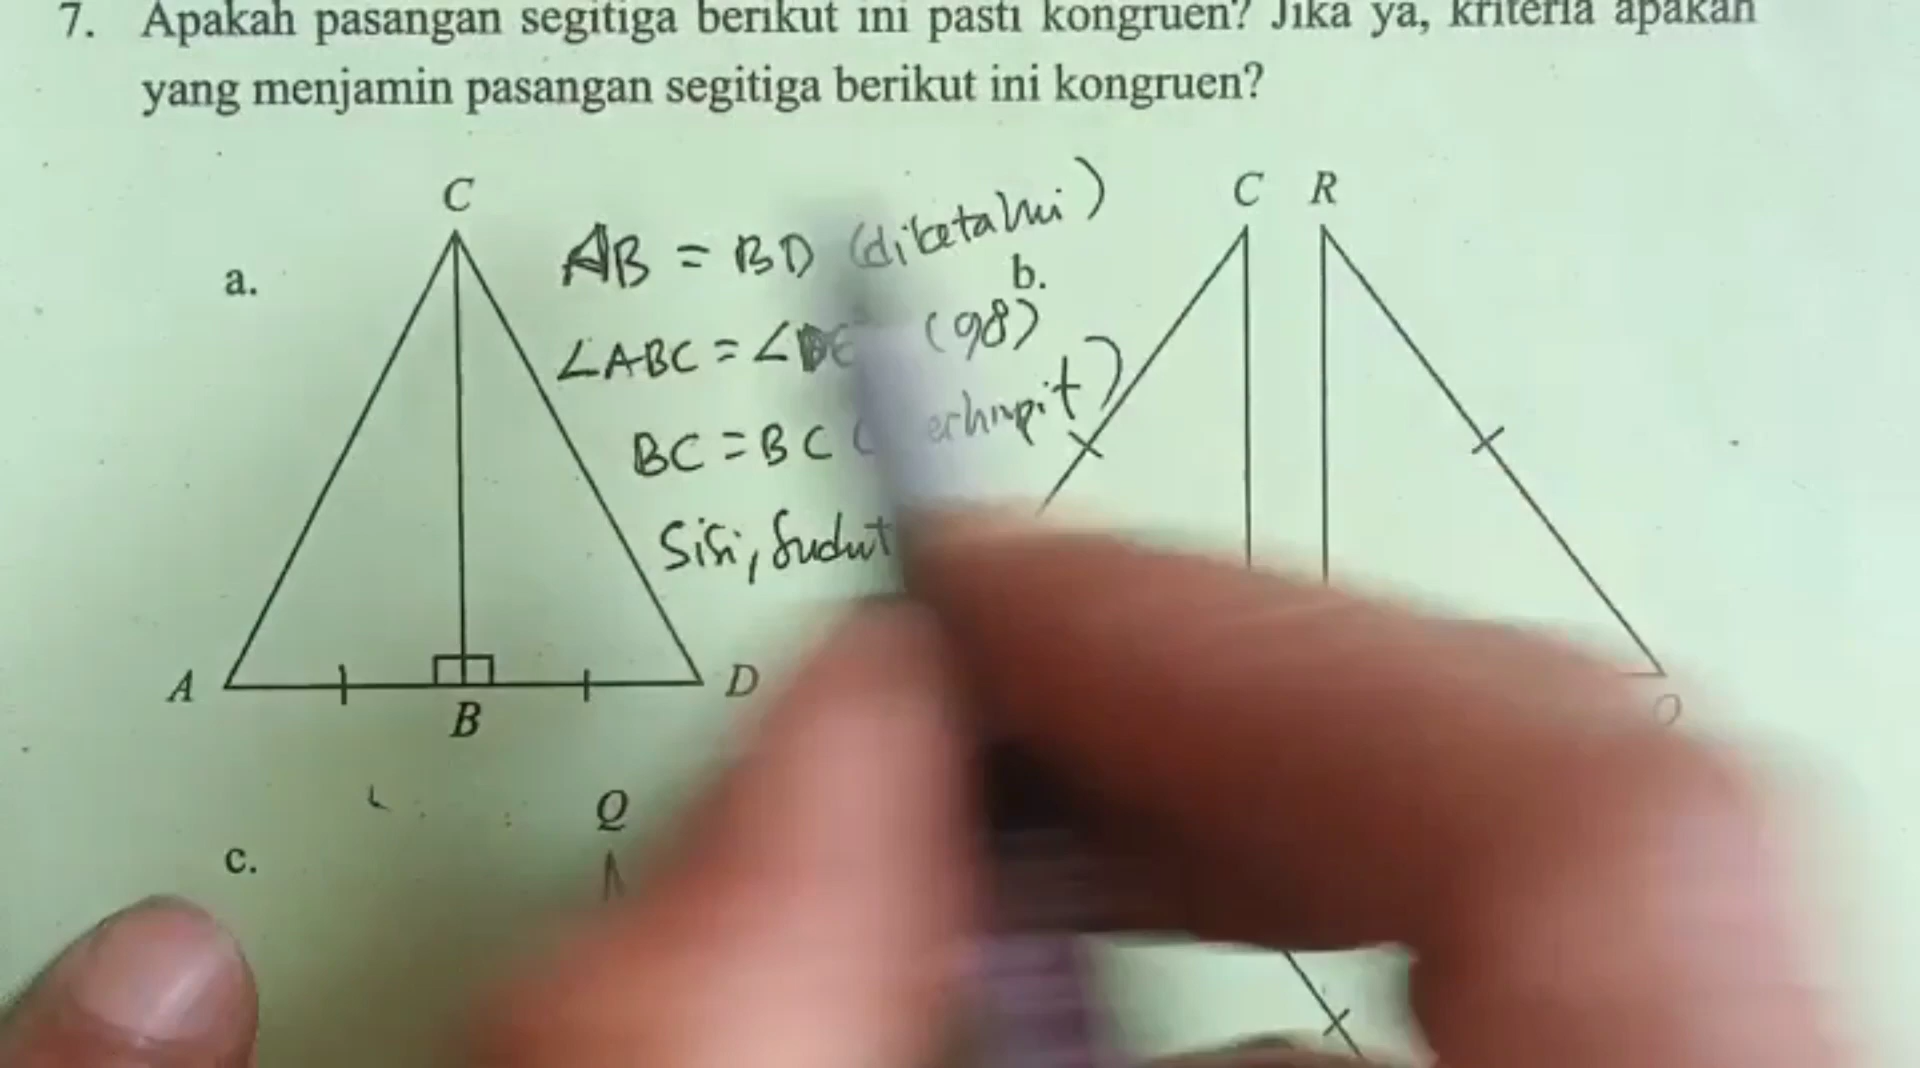 7. Apakah pasangan segitiga berikut ini pasti kongruen? Jika ya, kriteria apakah
yang menjamin pasangan segitiga berikut ini kongruen?
a.
C
AB = BD (diketahui)
∠ABC = ∠
(98)
BC = BC (
Sisi, Sudut
A
B
D
b.
C R
Q
c.
Q